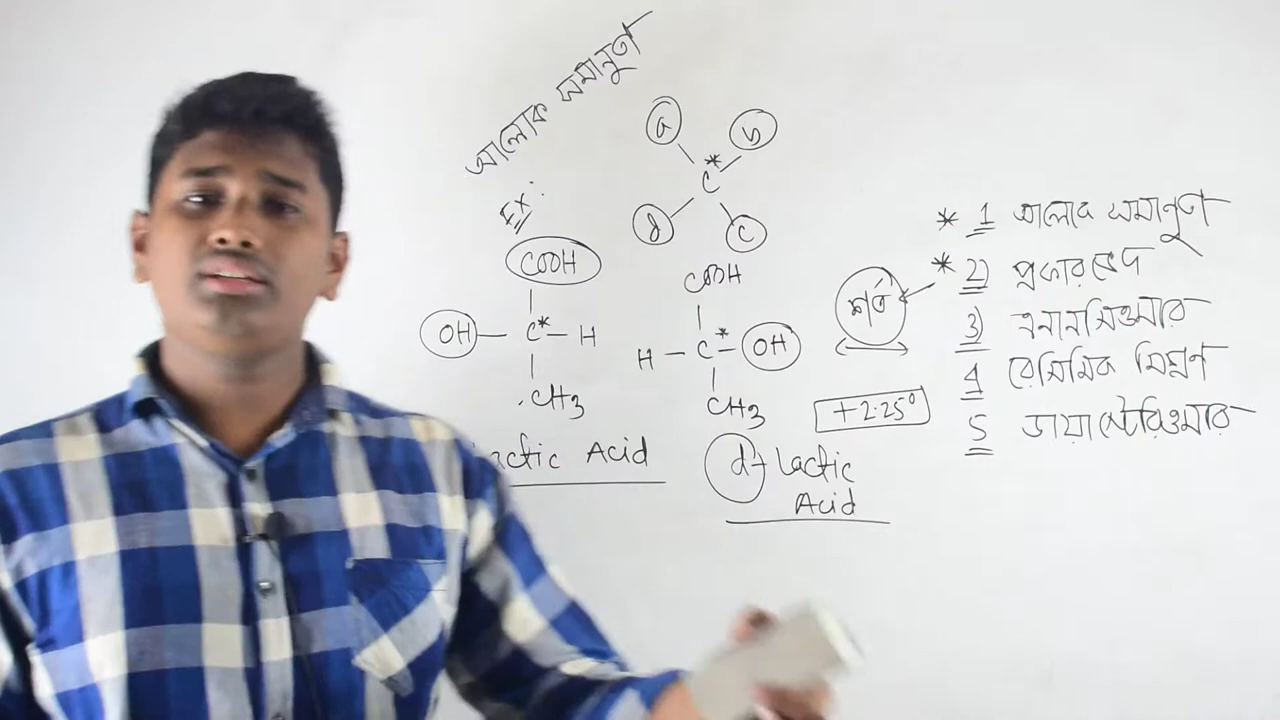 আলোক সমানুতা
Ex:
a b
C*
d c
COOH
OH — C* — H
CH3
actic Acid
COOH
H — C* — OH
CH3
d- Lactic
Acid
শর্ত
+2.25°
* 1 আলোক সমানুতা
* 2) প্রকারভেদ
3) এনানসিওমার
4 রেসিমিক মিশ্রণ
5 ডায়াস্টেরিওমার